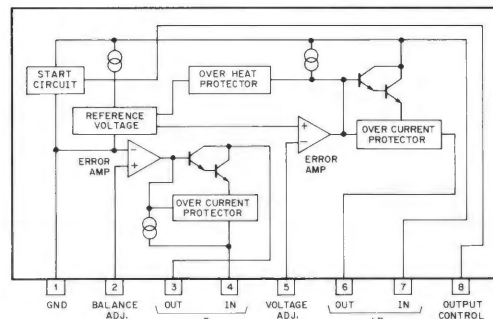 START
CIRCUIT
OVER HEAT
PROTECTOR
REFERENCE
VOLTAGE
ERROR
AMP
-
+
+
-
ERROR
AMP
OVER CURRENT
PROTECTOR
OVER CURRENT
PROTECTOR
1 2 3 4 5 6 7 8
GND BALANCE ADJ. OUT IN VOLTAGE ADJ. OUT IN OUTPUT CONTROL